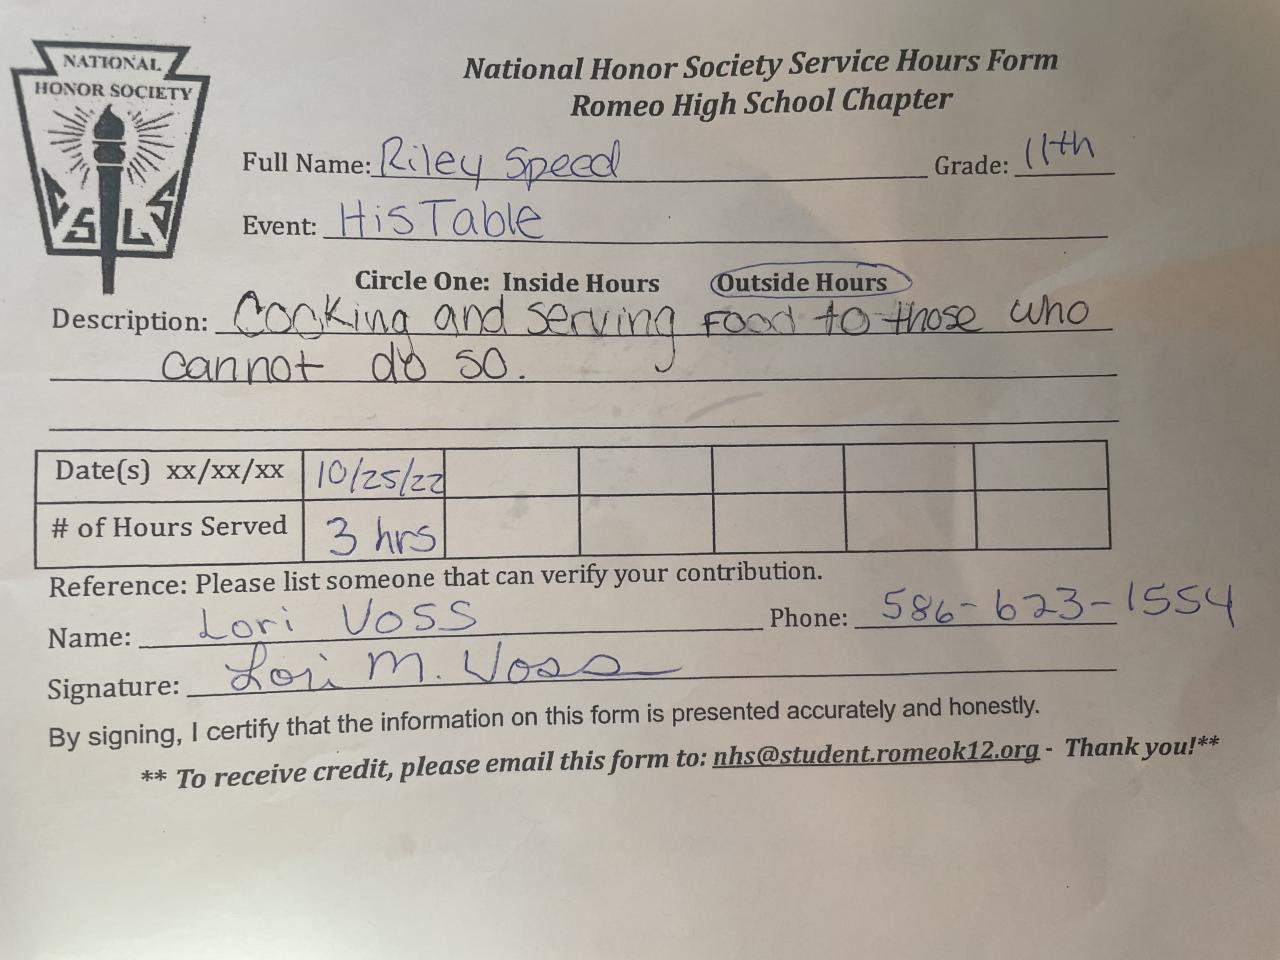 NATIONAL
HONOR SOCIETY
C S L S
National Honor Society Service Hours Form
Romeo High School Chapter
Full Name: Riley Speed Grade: 11th
Event: His Table
Circle One: Inside Hours Outside Hours
Description: Cooking and serving food to those who
cannot do so.
Date(s) xx/xx/xx 10/25/22
# of Hours Served 3 hrs
Reference: Please list someone that can verify your contribution.
Name: Lori Voss Phone: 586-623-1554
Signature: Lori M. Voss
By signing, I certify that the information on this form is presented accurately and honestly.
** To receive credit, please email this form to: nhs@student.romeok12.org - Thank you!**